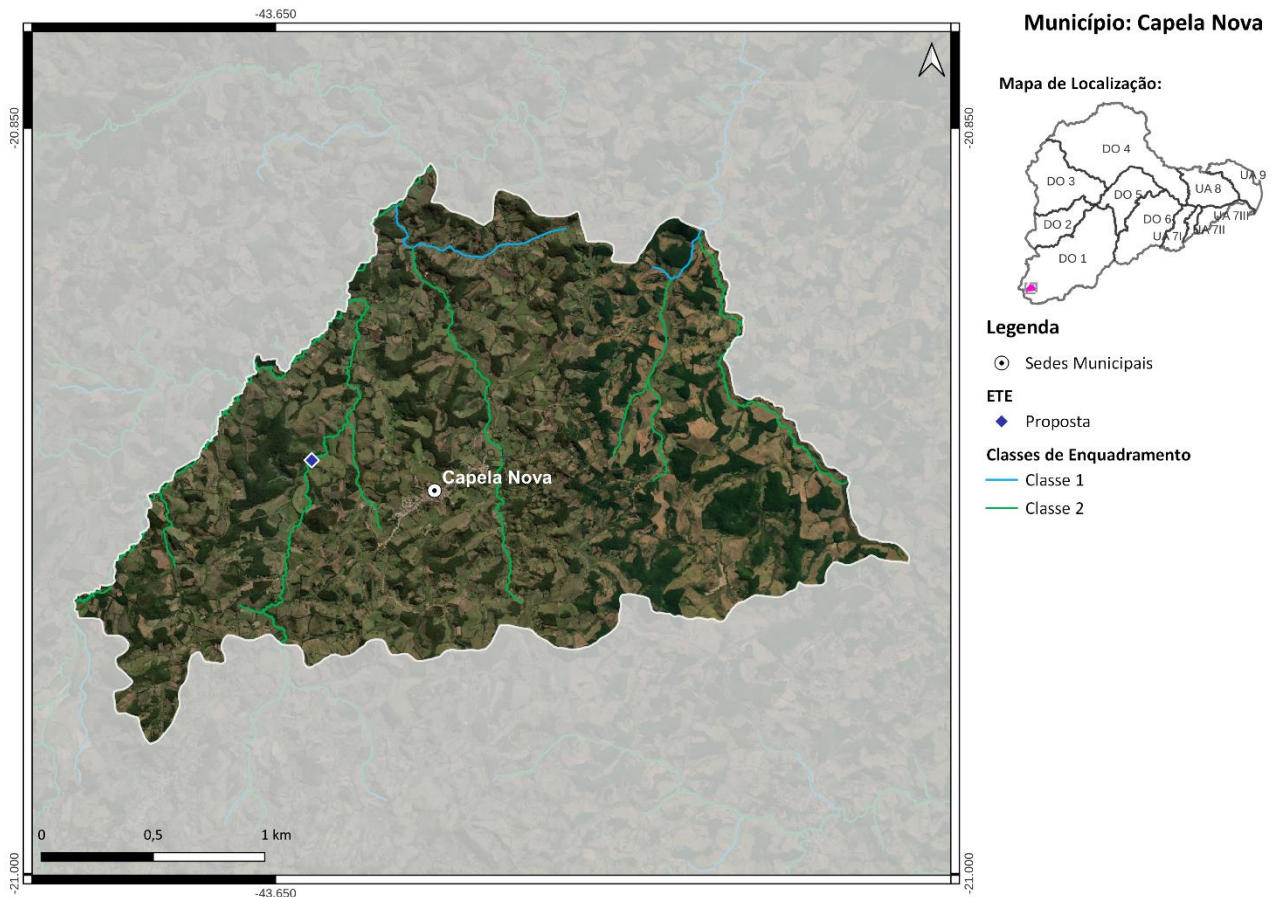 Município: Capela Nova
-43.650
-20.850
-20.850
Capela Nova
0 0,5 1 km
-21.000
-21.000
-43.650
Mapa de Localização:
DO 4
DO 3
UA 9
DO 5
UA 8
DO 2
DO 6
UA 7III
UA 7II
UA 7I
DO 1
Legenda
Sedes Municipais
ETE
Proposta
Classes de Enquadramento
Classe 1
Classe 2